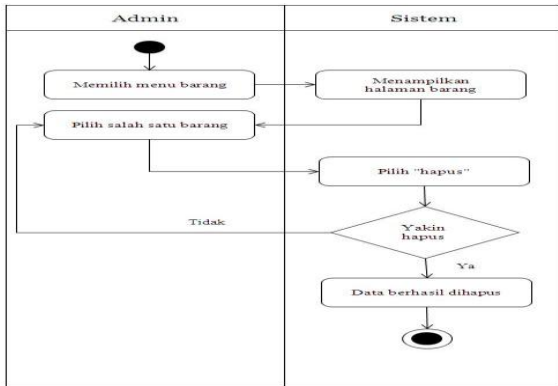 Admin
Sistem
Memilih menu barang
Menampilkan
halaman barang
Pilih salah satu barang
Pilih "hapus"
Yakin
hapus
Tidak
Ya
Data berhasil dihapus